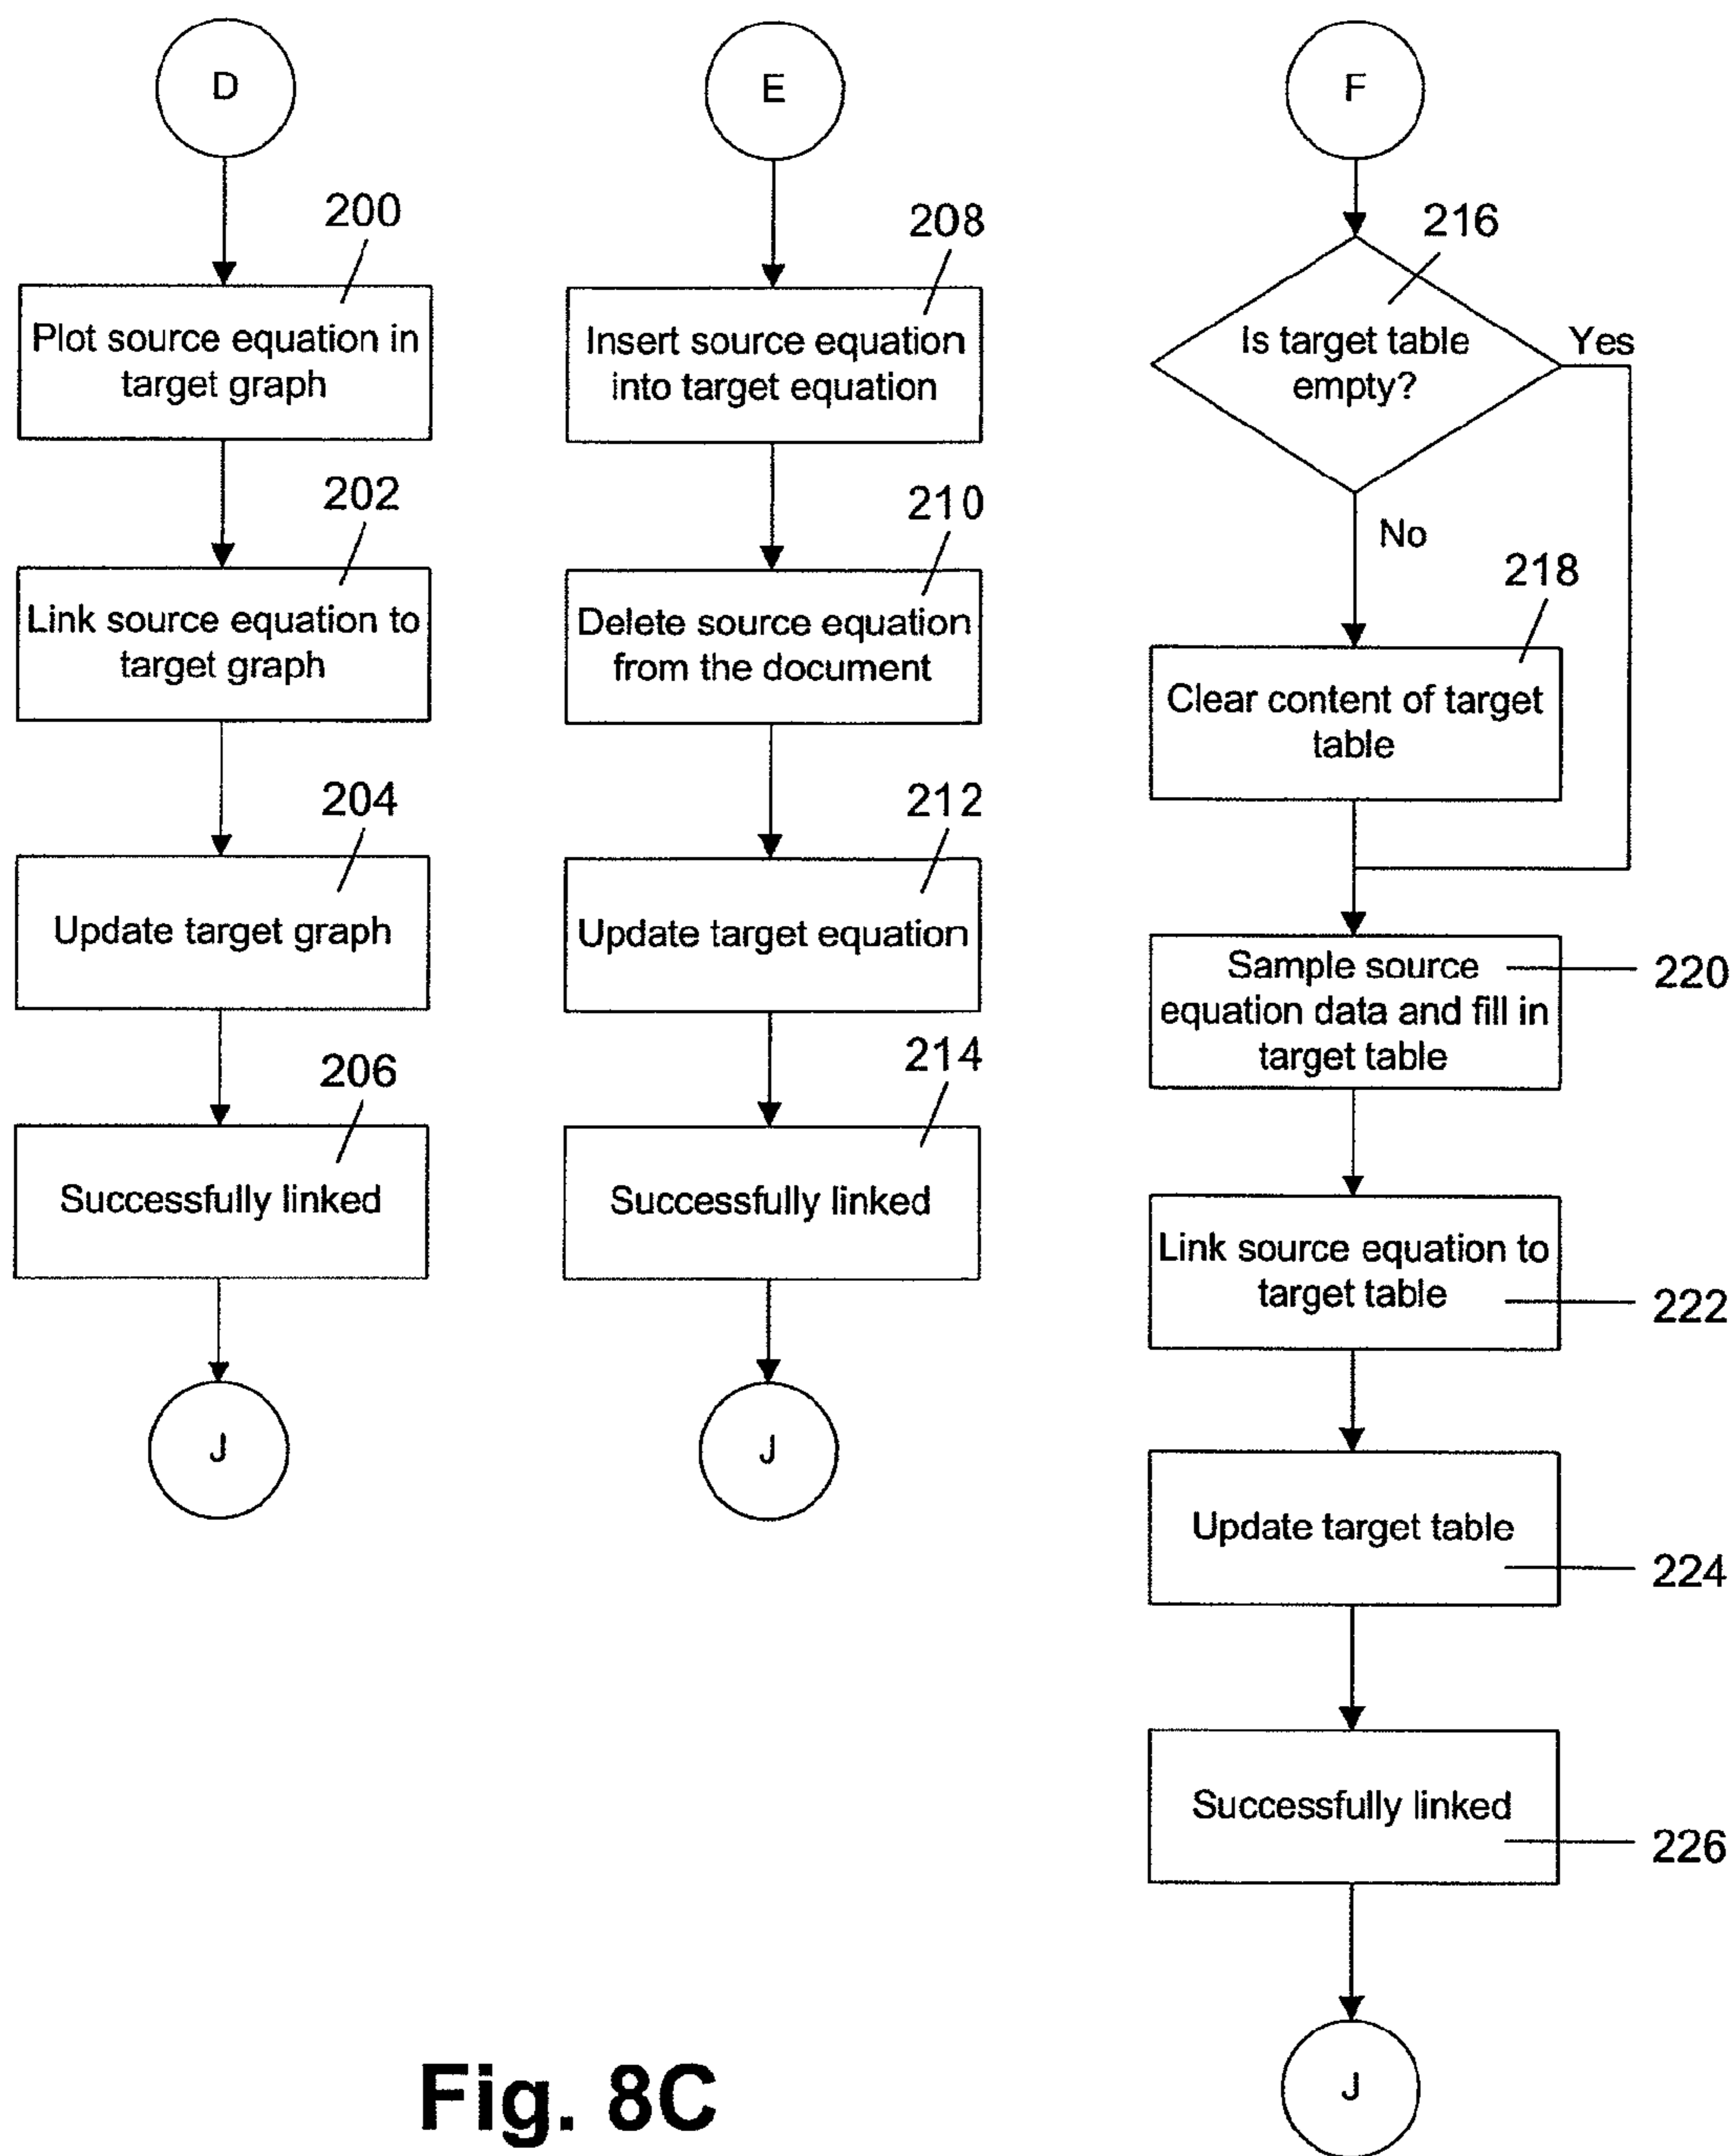 D
200
Plot source equation in
target graph
202
Link source equation to
target graph
204
Update target graph
206
Successfully linked
J
E
208
Insert source equation
into target equation
210
Delete source equation
from the document
212
Update target equation
214
Successfully linked
J
F
216
Is target table
empty?
Yes
No
218
Clear content of target
table
Sample source
equation data and fill in
target table
220
Link source equation to
target table
222
Update target table
224
Successfully linked
226
J
Fig. 8C